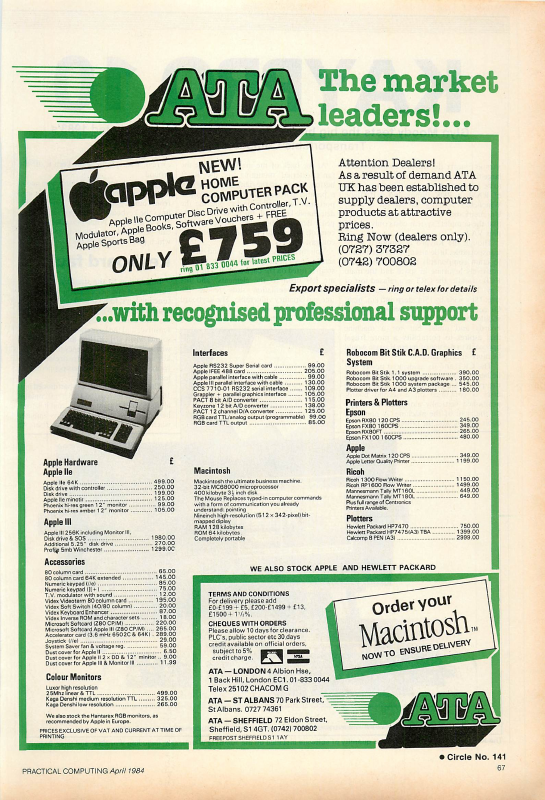 ATA
The market
leaders!...
apple
NEW!
HOME
COMPUTER PACK
Apple IIe Computer Disc Drive with Controller, T.V.
Modulator, Apple Books, Software Vouchers + FREE
Apple Sports Bag
ONLY £759
ring 01 833 0044 for latest PRICES
Attention Dealers!
As a result of demand ATA
UK has been established to
supply dealers, computer
products at attractive
prices.
Ring Now (dealers only).
(0727) 37327
(0742) 700802
Export specialists — ring or telex for details
...with recognised professional support
Apple Hardware £
Apple IIe
Apple IIe 64K 499.00
Disk drive with controller 250.00
Disk drive 199.00
Apple IIe minstir 125.00
Phoenix hi-res green 12" monitor 99.00
Phoenix hi-res ember 12" monitor 105.00
Apple III
Apple III 256K including Monitor III,
Disk drive & SOS 1980.00
Additional 5.25" disk drive 270.00
Profile 5mb Winchester 1299.00
Accessories
80 column card 65.00
80 column card 64K extended 145.00
Numeric keypad (//e) 85.00
Numeric keypad (][+) 75.00
T.V. modulator with sound 12.00
Videx Videoterm 80 column card 195.00
Videx Soft Switch (40/80 column) 20.00
Videx Keyboard Enhancer 87.00
Videx Inverse ROM and character sets 18.00
Microsoft Softcard (280 CP/M) 220.00
Microsoft Softcard Apple III (280 CP/M) 265.00
Accelerator card (3.6 mHz 6502C & 64K) 289.00
Joystick (//e) 29.00
System Saver fan & voltage reg. 59.00
Dust cover for Apple II 6.50
Dust cover for Apple II 2 x DD & 12" minitor 9.00
Dust cover for Apple III & Monitor III 11.99
Colour Monitors
Luxor high resolution
25Mhz linear & TTL 499.00
Kaga Denshi medium resolution TTL 325.00
Kaga Denshi low resolution 265.00
We also stock the Hantarex RGB monitors, as
recommended by Apple in Europe.
PRICES EXCLUSIVE OF VAT AND CURRENT AT TIME OF
PRINTING
Interfaces £
Apple RS232 Super Serial card 99.00
Apple IFEE 488 card 205.00
Apple parallel interface with cable 99.00
Apple III parallel interface with cable 130.00
CCS 7710-01 RS232 serial interface 109.00
Grappler + parallel graphics interface 105.00
PACT 8 bit A/D converter 115.00
Keyzone 12 bit A/D converter 138.00
PACT 12 channel D/A converter 125.00
RGB card TTL/analog output (programmable) 99.00
RGB card TTL output 85.00
Macintosh
Mackintosh the ultimate business machine.
32-bit MC68000 microprocessor
400 kilobyte 3½ inch disk
The Mouse Replaces typed-in computer commands
with a form of communication you already
understand: pointing
Nineinch high-resolution (512 × 342-pixel) bit-
mapped display
RAM 128 kilobytes
ROM 64 kilobytes
Completely portable
Robocom Bit Stik C.A.D. Graphics £
System
Robocom Bit Stik 1.1 system 390.00
Robocom Bit Stik 1000 upgrade software 350.00
Robocom Bit Stik 1000 system package 545.00
Plotter driver for A4 and A3 plotters 180.00
Printers & Plotters
Epson
Epson RX80 120 CPS 245.00
Epson FX80 160CPS 349.00
Epson RX80FT 265.00
Epson FX100 160CPS 480.00
Apple
Apple Dot Matrix 120 CPS 349.00
Apple Letter Quality Printer 1199.00
Ricoh
Ricoh 1300 Flow Writer 1150.00
Ricoh RP1600 Flow Writer 1499.00
Mannesmann Tally MT160L 449.00
Mannesmann Tally MT180L 649.00
Plus full range of Centronics
Printers Available.
Plotters
Hewlett Packard HP7470 750.00
Hewlett Packard HP7475(A3) TBA 1399.00
Calcomp 8 PEN (A3) 2999.00
WE ALSO STOCK APPLE AND HEWLETT PACKARD
TERMS AND CONDITIONS
For delivery please add
£0-£199 + £5, £200-£1499 + £13,
£1500 + 1½%.
CHEQUES WITH ORDERS
Please allow 10 days for clearance.
PLC's, public sector etc 30 days
credit available on official orders,
subject to 5%
credit charge.
VISA
ATA — LONDON 4 Albion Hse,
1 Back Hill, London EC1. 01-833 0044
Telex 25102 CHACOM G
ATA — ST ALBANS 70 Park Street,
St Albans. 0727 74361
ATA — SHEFFIELD 72 Eldon Street,
Sheffield, S1 4GT. (0742) 700802
FREEPOST SHEFFIELD S1 1AY
Order your
Macintosh™
NOW TO ENSURE DELIVERY
ATA
• Circle No. 141
PRACTICAL COMPUTING April 1984
67